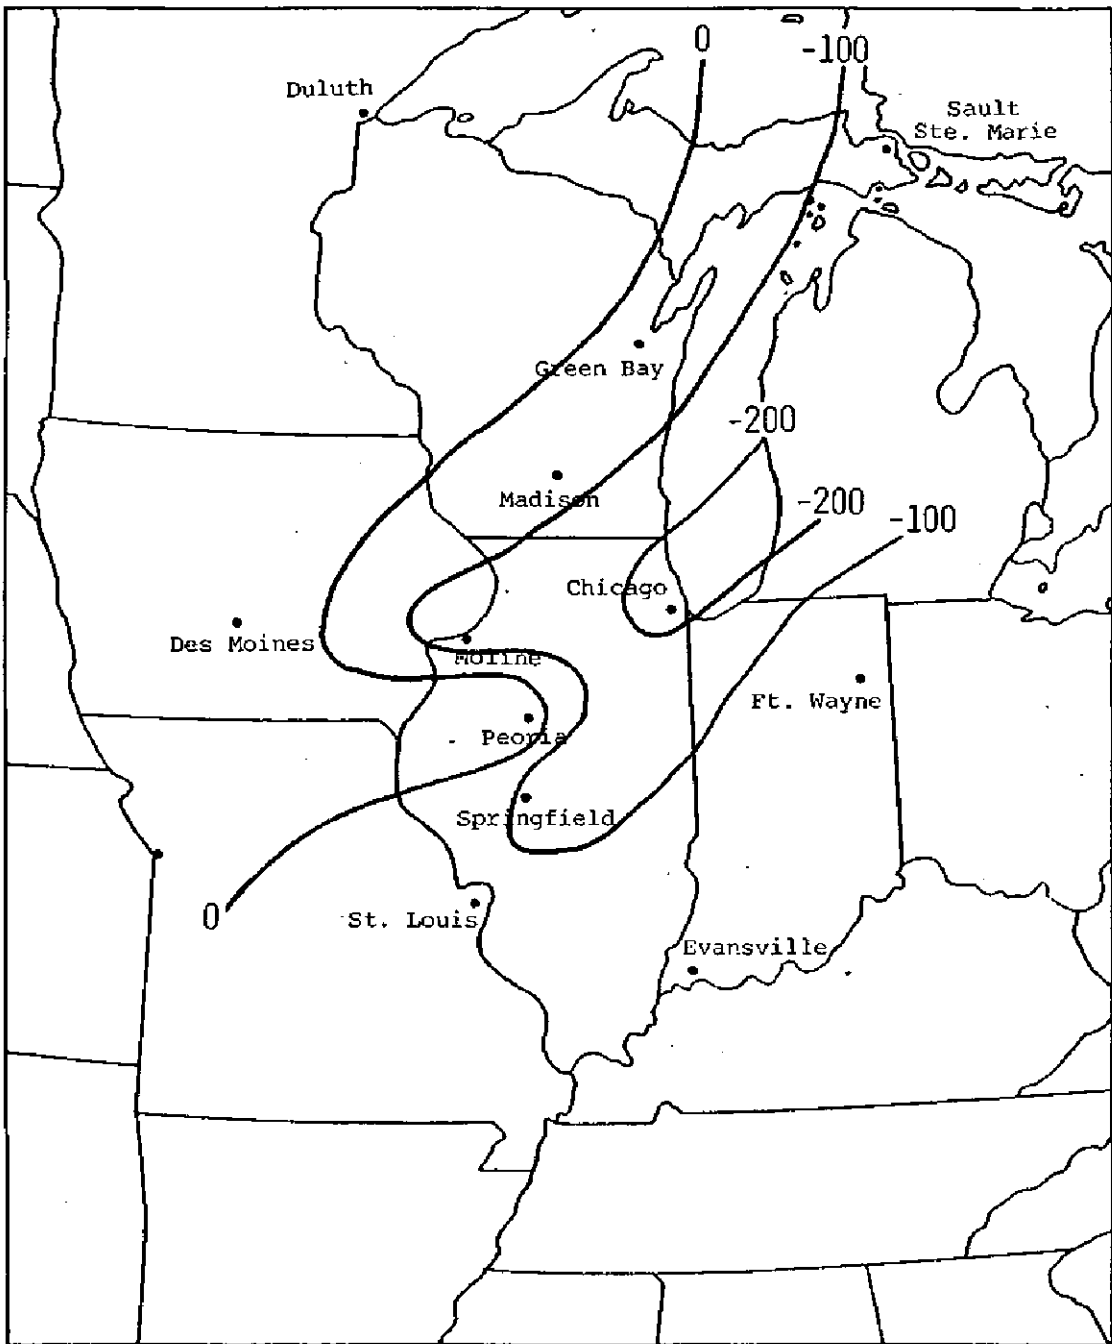 0
-100
Duluth
Sault
Ste. Marie
Green Bay
-200
Madison
-200
-100
Chicago
Des Moines
Moline
Ft. Wayne
Peoria
Springfield
0
St. Louis
Evansville